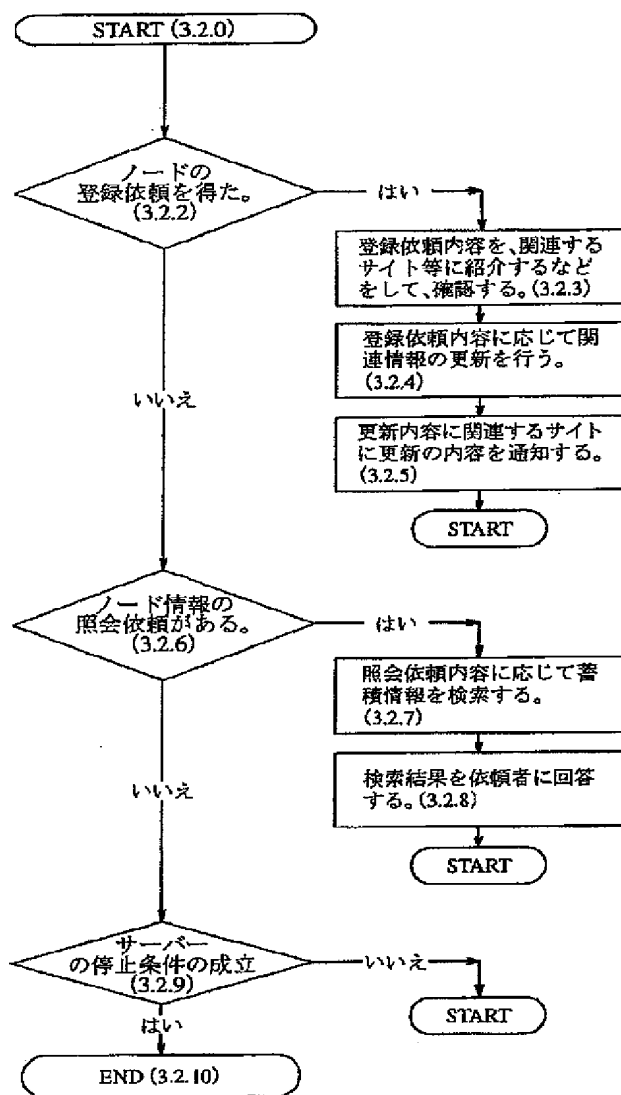 START (3.2.0)
ノードの
登録依頼を得た。
(3.2.2)
はい
登録依頼内容を、関連する
サイト等に紹介するなど
をして、確認する。(3.2.3)
登録依頼内容に応じて関
連情報の更新を行う。
(3.2.4)
いいえ
更新内容に関連するサイト
に更新の内容を通知する。
(3.2.5)
START
ノード情報の
照会依頼がある。
(3.2.6)
はい
照会依頼内容に応じて蓄
積情報を検索する。
(3.2.7)
いいえ
検索結果を依頼者に回答
する。(3.2.8)
START
サーバー
の停止条件の成立
(3.2.9)
いいえ
START
はい
END (3.2.10)